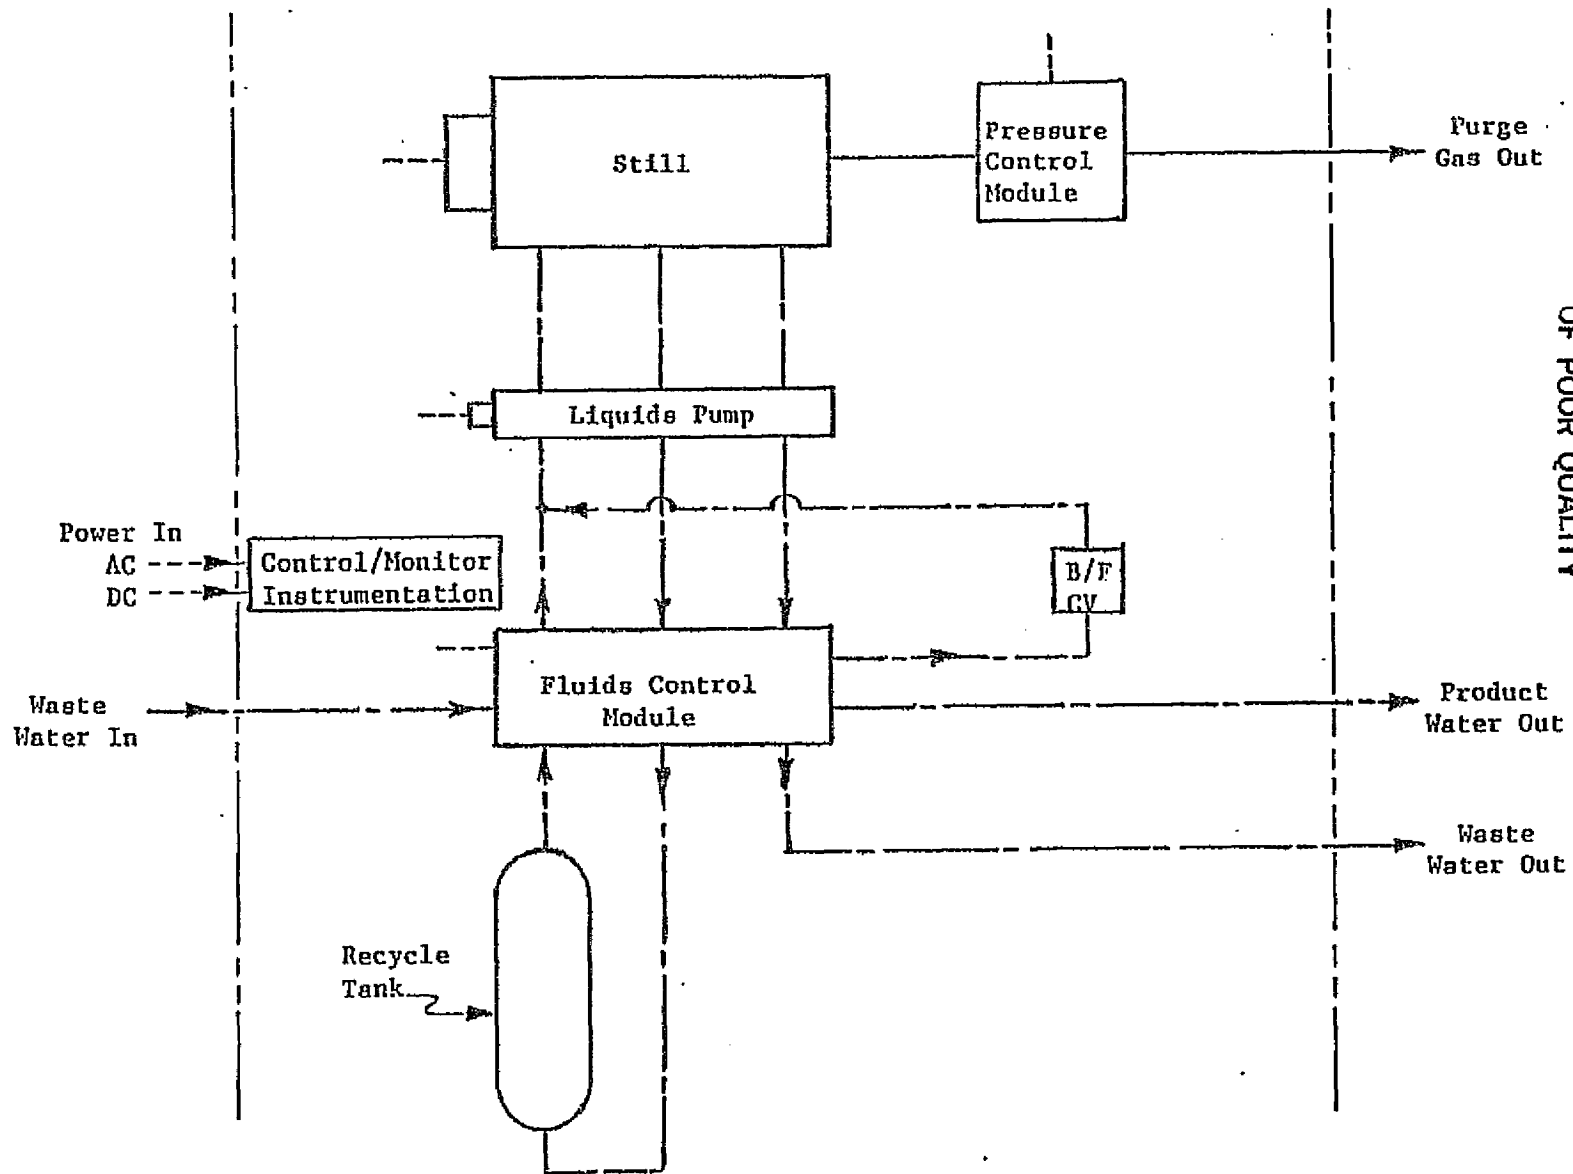 Still
Pressure
Control
Module
Purge
Gas Out
OF POOR QUALITY
Liquids Pump
Power In
AC
DC
Control/Monitor
Instrumentation
B/F
CV
Fluids Control
Module
Waste
Water In
Product
Water Out
Waste
Water Out
Recycle
Tank